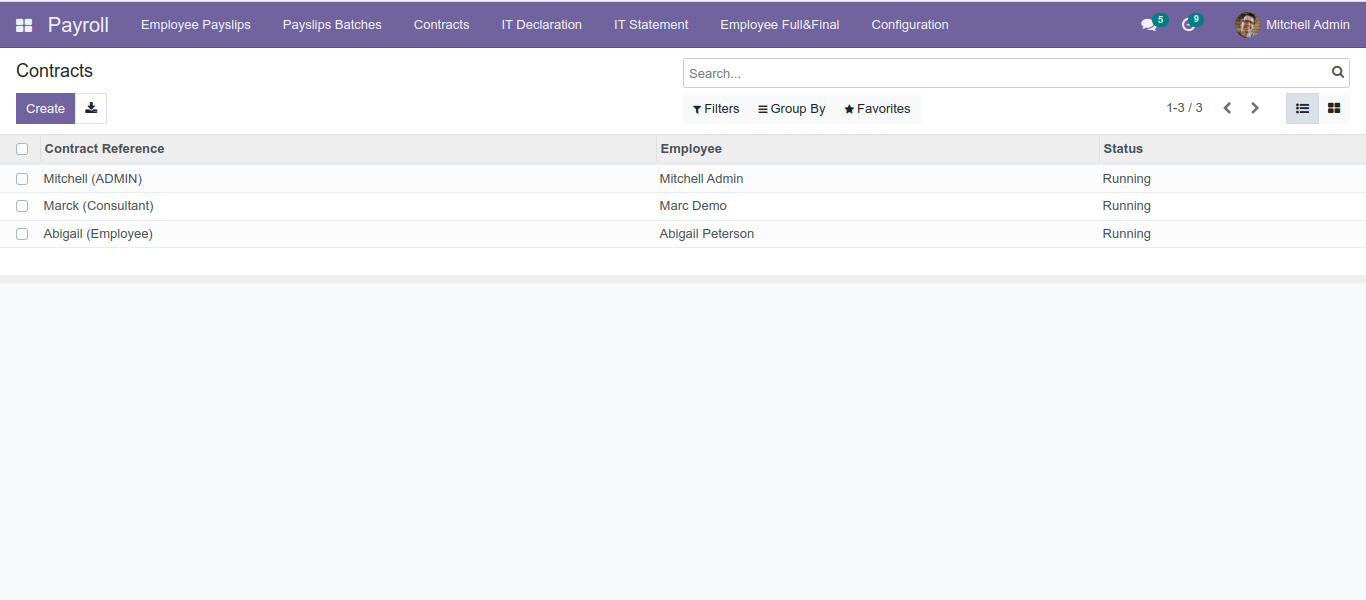 Payroll Employee Payslips Payslips Batches Contracts IT Declaration IT Statement Employee Full&Final Configuration 5 9 Mitchell Admin
Contracts Search...
Create Filters Group By Favorites 1-3 / 3
Contract Reference Employee Status
Mitchell (ADMIN) Mitchell Admin Running
Marck (Consultant) Marc Demo Running
Abigail (Employee) Abigail Peterson Running